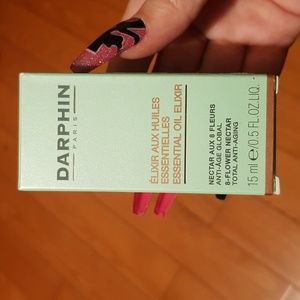 DARPHIN
PARIS
ÉLIXIR AUX HUILES
ESSENTIELLES
ESSENTIAL OIL ELIXIR
NECTAR AUX 8 FLEURS
ANTI-ÂGE GLOBAL
8-FLOWER NECTAR
TOTAL ANTI-AGING
15 ml ℮/0.5 FL.OZ.LIQ.